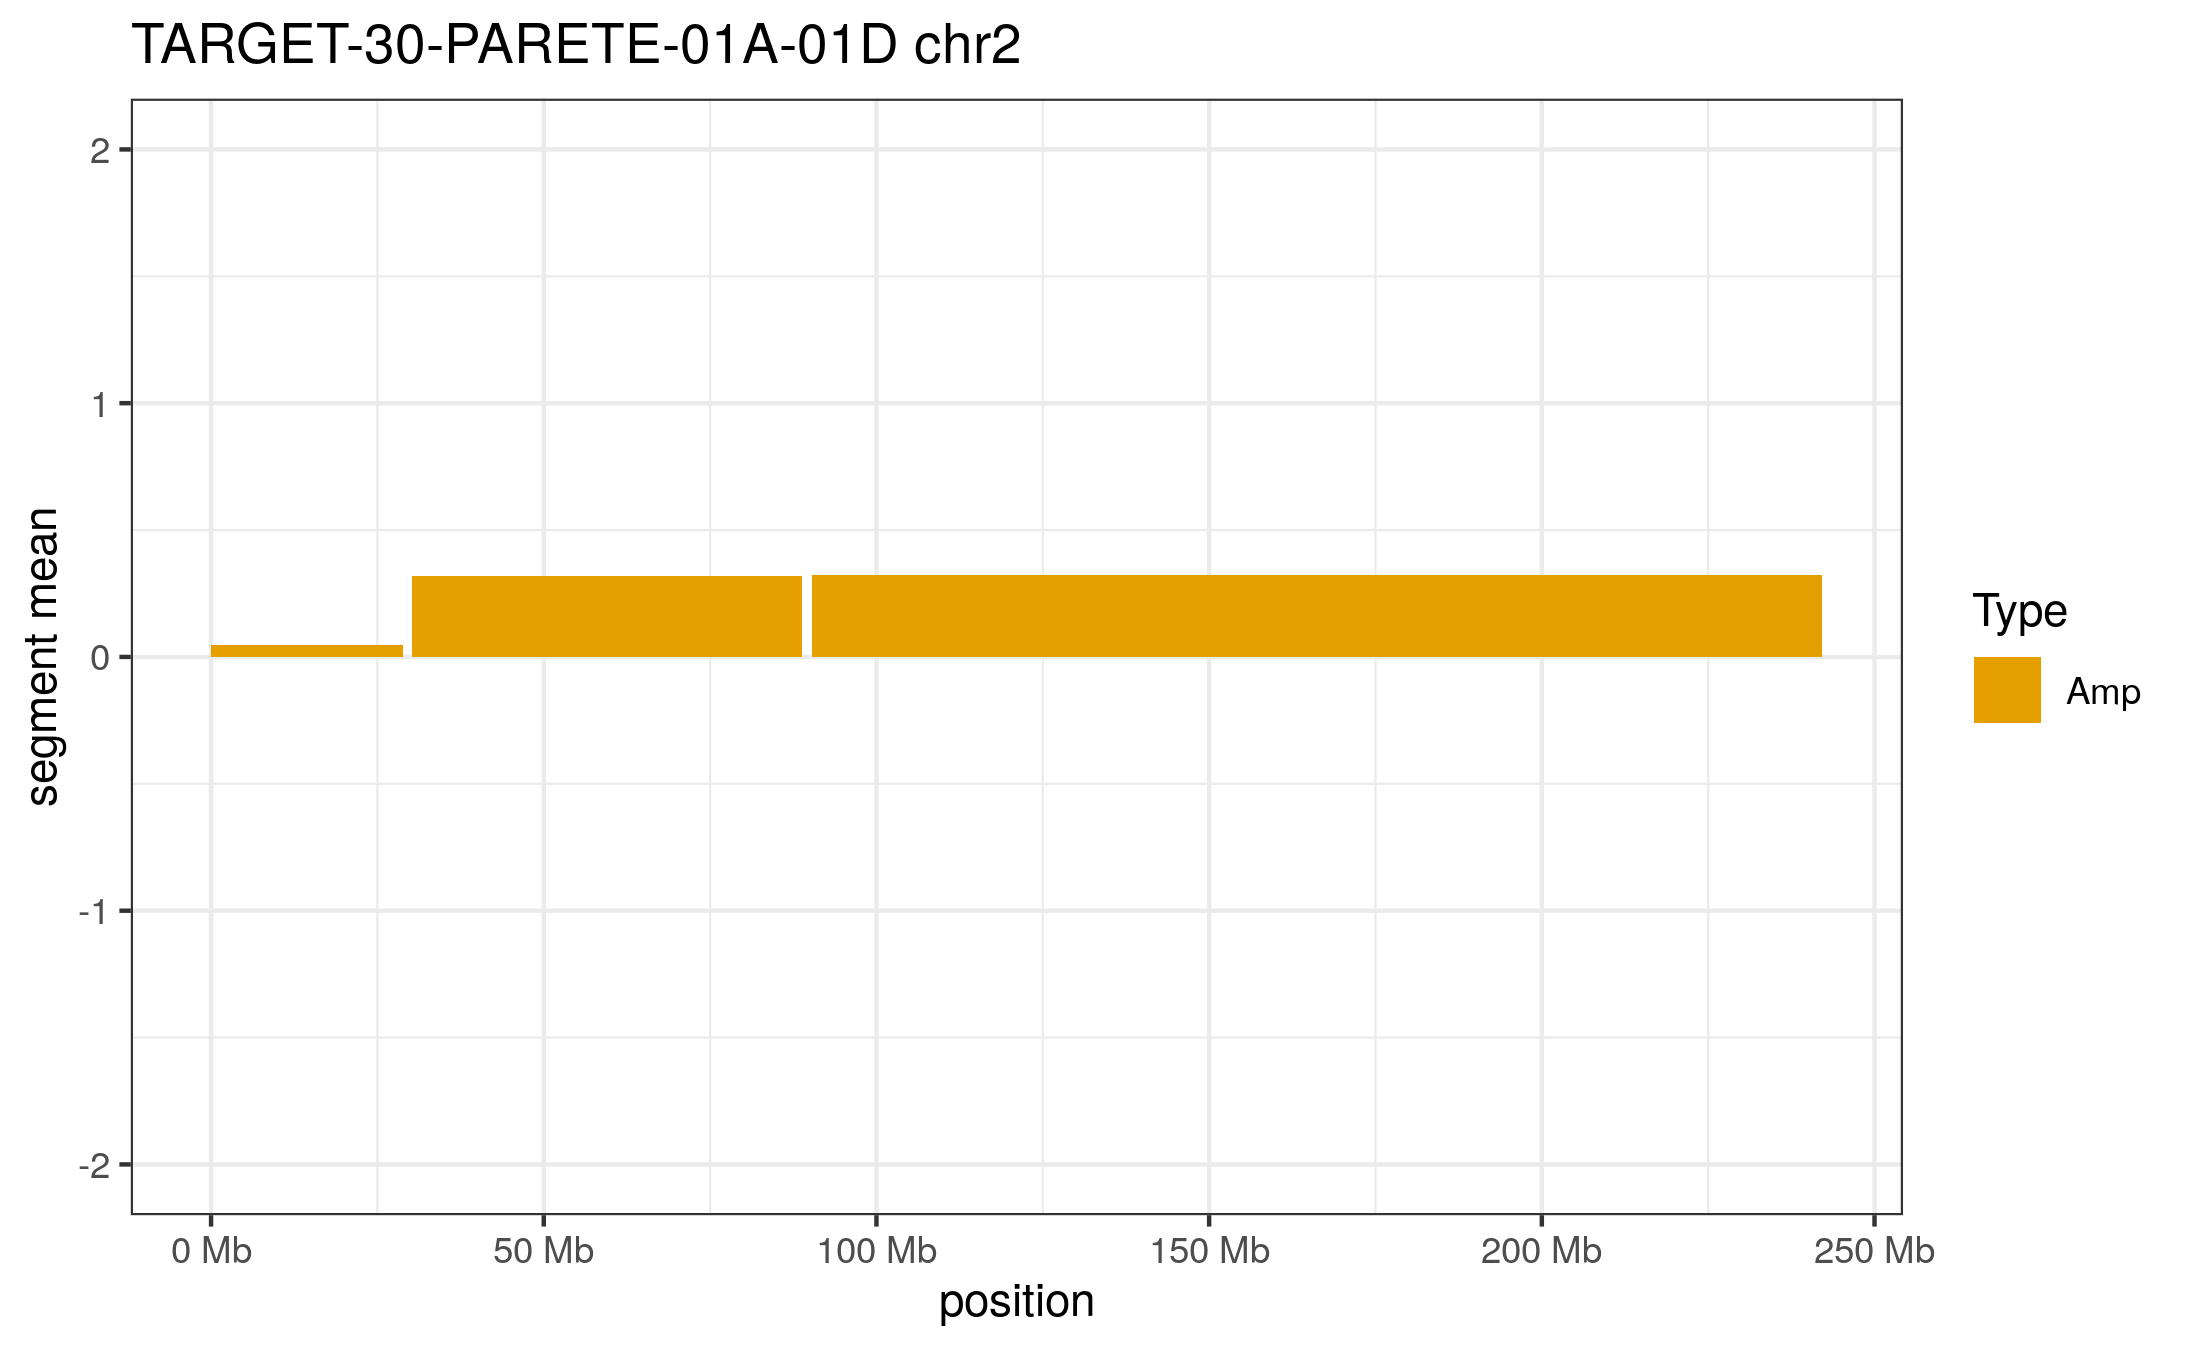 TARGET-30-PARETE-01A-01D chr2
2
1
0
-1
-2
segment mean
0 Mb
50 Mb
100 Mb
150 Mb
200 Mb
250 Mb
position
Type
Amp